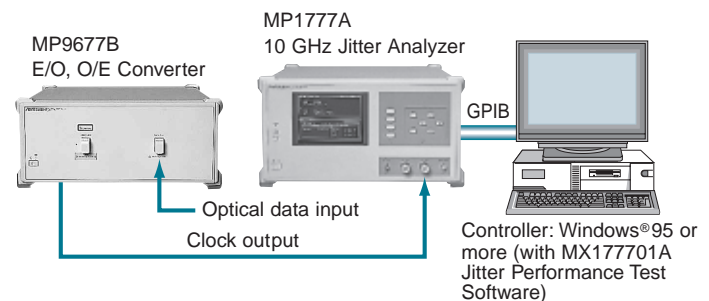 MP1777A
10 GHz Jitter Analyzer
MP9677B
E/O, O/E Converter
GPIB
Optical data input
Clock output
Controller: Windows®95 or
more (with MX177701A
Jitter Performance Test
Software)